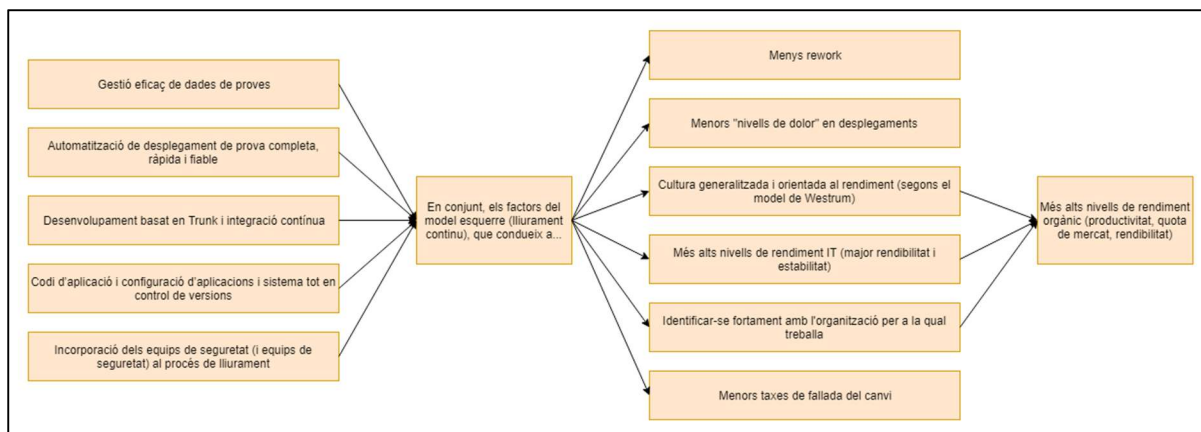 Gestió eficaç de dades de proves
Automatització de desplegament de prova completa,
ràpida i fiable
Desenvolupament basat en Trunk i integració contínua
Codi d'aplicació i configuració d'aplicacions i sistema tot en
control de versions
Incorporació dels equips de seguretat (i equips de
seguretat) al procès de lliurament
En conjunt, els factors del
model esquerre (lliurament
continu), que condueix a...
Menys rework
Menors "nivells de dolor" en desplegaments
Cultura generalitzada i orientada al rendiment (segons el
model de Westrum)
Més alts nivells de rendiment IT (major rendibilitat i
estabilitat)
Identificar-se fortament amb l'organització per a la qual
treballa
Menors taxes de fallada del canvi
Més alts nivells de rendiment
orgànic (productivitat, quota
de mercat, rendibilitat)